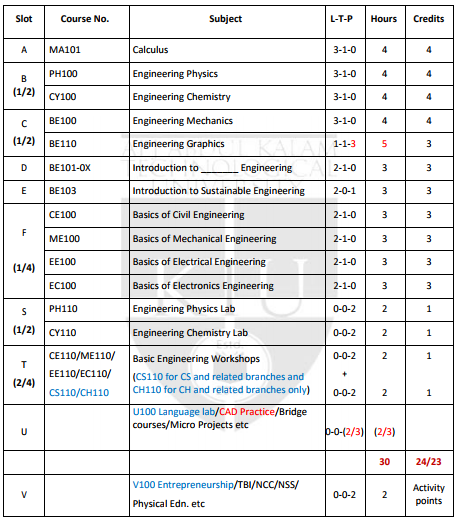 Slot Course No. Subject L-T-P Hours Credits
A MA101 Calculus 3-1-0 4 4
B (1/2) PH100 Engineering Physics 3-1-0 4 4
CY100 Engineering Chemistry 3-1-0 4 4
C (1/2) BE100 Engineering Mechanics 3-1-0 4 4
BE110 Engineering Graphics 1-1-3 5 3
D BE101-0X Introduction to _______ Engineering 2-1-0 3 3
E BE103 Introduction to Sustainable Engineering 2-0-1 3 3
F (1/4) CE100 Basics of Civil Engineering 2-1-0 3 3
ME100 Basics of Mechanical Engineering 2-1-0 3 3
EE100 Basics of Electrical Engineering 2-1-0 3 3
EC100 Basics of Electronics Engineering 2-1-0 3 3
S (1/2) PH110 Engineering Physics Lab 0-0-2 2 1
CY110 Engineering Chemistry Lab 0-0-2 2 1
T (2/4) CE110/ME110/ Basic Engineering Workshops 0-0-2 2 1
EE110/EC110/ (CS110 for CS and related branches and +
CS110/CH110 CH110 for CH and related branches only) 0-0-2 2 1
U U100 Language lab/CAD Practice/Bridge
courses/Micro Projects etc 0-0-(2/3) (2/3)
30 24/23
V V100 Entrepreneurship/TBI/NCC/NSS/
Physical Edn. etc 0-0-2 2 Activity
points